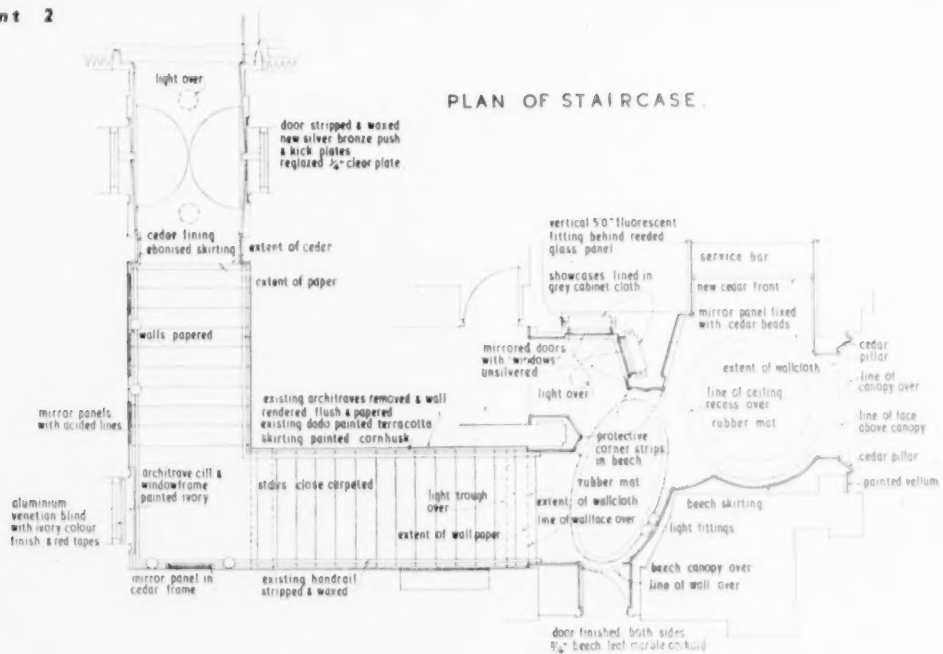 nt 2
PLAN OF STAIRCASE.
light over
door stripped & waxed
new silver bronze push
& kick plates
reglazed ¼" clear plate
cedar lining
ebonised skirting
extent of ceder
extent of paper
walls papered
mirror panels
with acided lines
architrave cill &
windowframe
painted ivory
aluminium
venetian blind
with ivory colour
finish & red tapes
mirror panel in
cedar frame
existing handrail
stripped & waxed
stairs close carpeted
existing architraves removed & wall
rendered flush & papered
existing dado painted terracotta
skirting painted cornhusk
light trough
over
extent of wall paper
vertical 5'0" fluorescent
fitting behind reeded
glass panel
showcases lined in
grey cabinet cloth
mirrored doors
with "windows"
unsilvered
light over
service bar
new cedar front
mirror panel fixed
with cedar beads
extent of wallcloth
line of ceiling
recess over
rubber mat
cedar
pillar
line of
canopy over
line of face
above canopy
cedar pillar
painted vellum
protective
corner strips
in beech
rubber mat
extent of wallcloth
line of wallface over
beech skirting
light fittings
beech canopy over
line of wall over
door finished both sides
beech